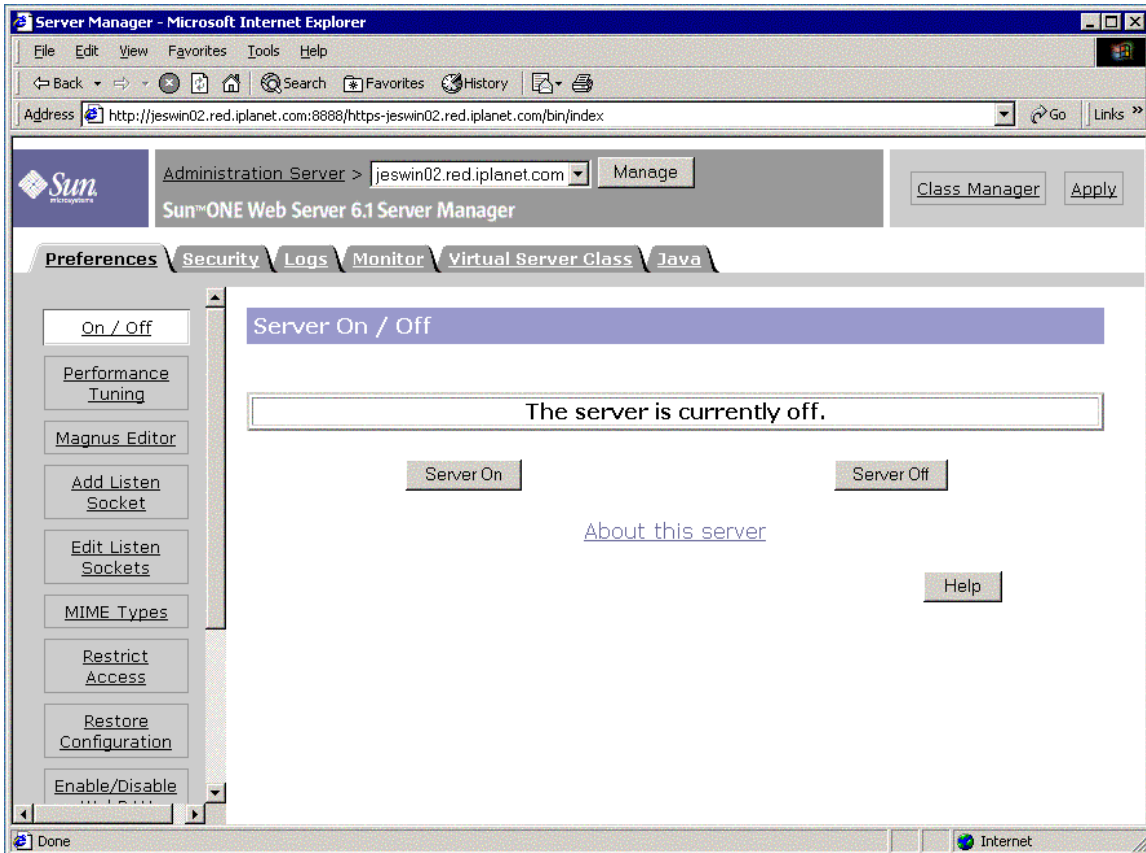 Server Manager - Microsoft Internet Explorer
File Edit View Favorites Tools Help
Back Search Favorites History
Address http://jeswin02.red.iplanet.com:8888/https-jeswin02.red.iplanet.com/bin/index Go Links »
Sun
microsystems
Administration Server > jeswin02.red.iplanet.com Manage
Sun™ONE Web Server 6.1 Server Manager
Class Manager Apply
Preferences Security Logs Monitor Virtual Server Class Java
On / Off
Performance
Tuning
Magnus Editor
Add Listen
Socket
Edit Listen
Sockets
MIME Types
Restrict
Access
Restore
Configuration
Enable/Disable
Server On / Off
The server is currently off.
Server On Server Off
About this server
Help
Done Internet